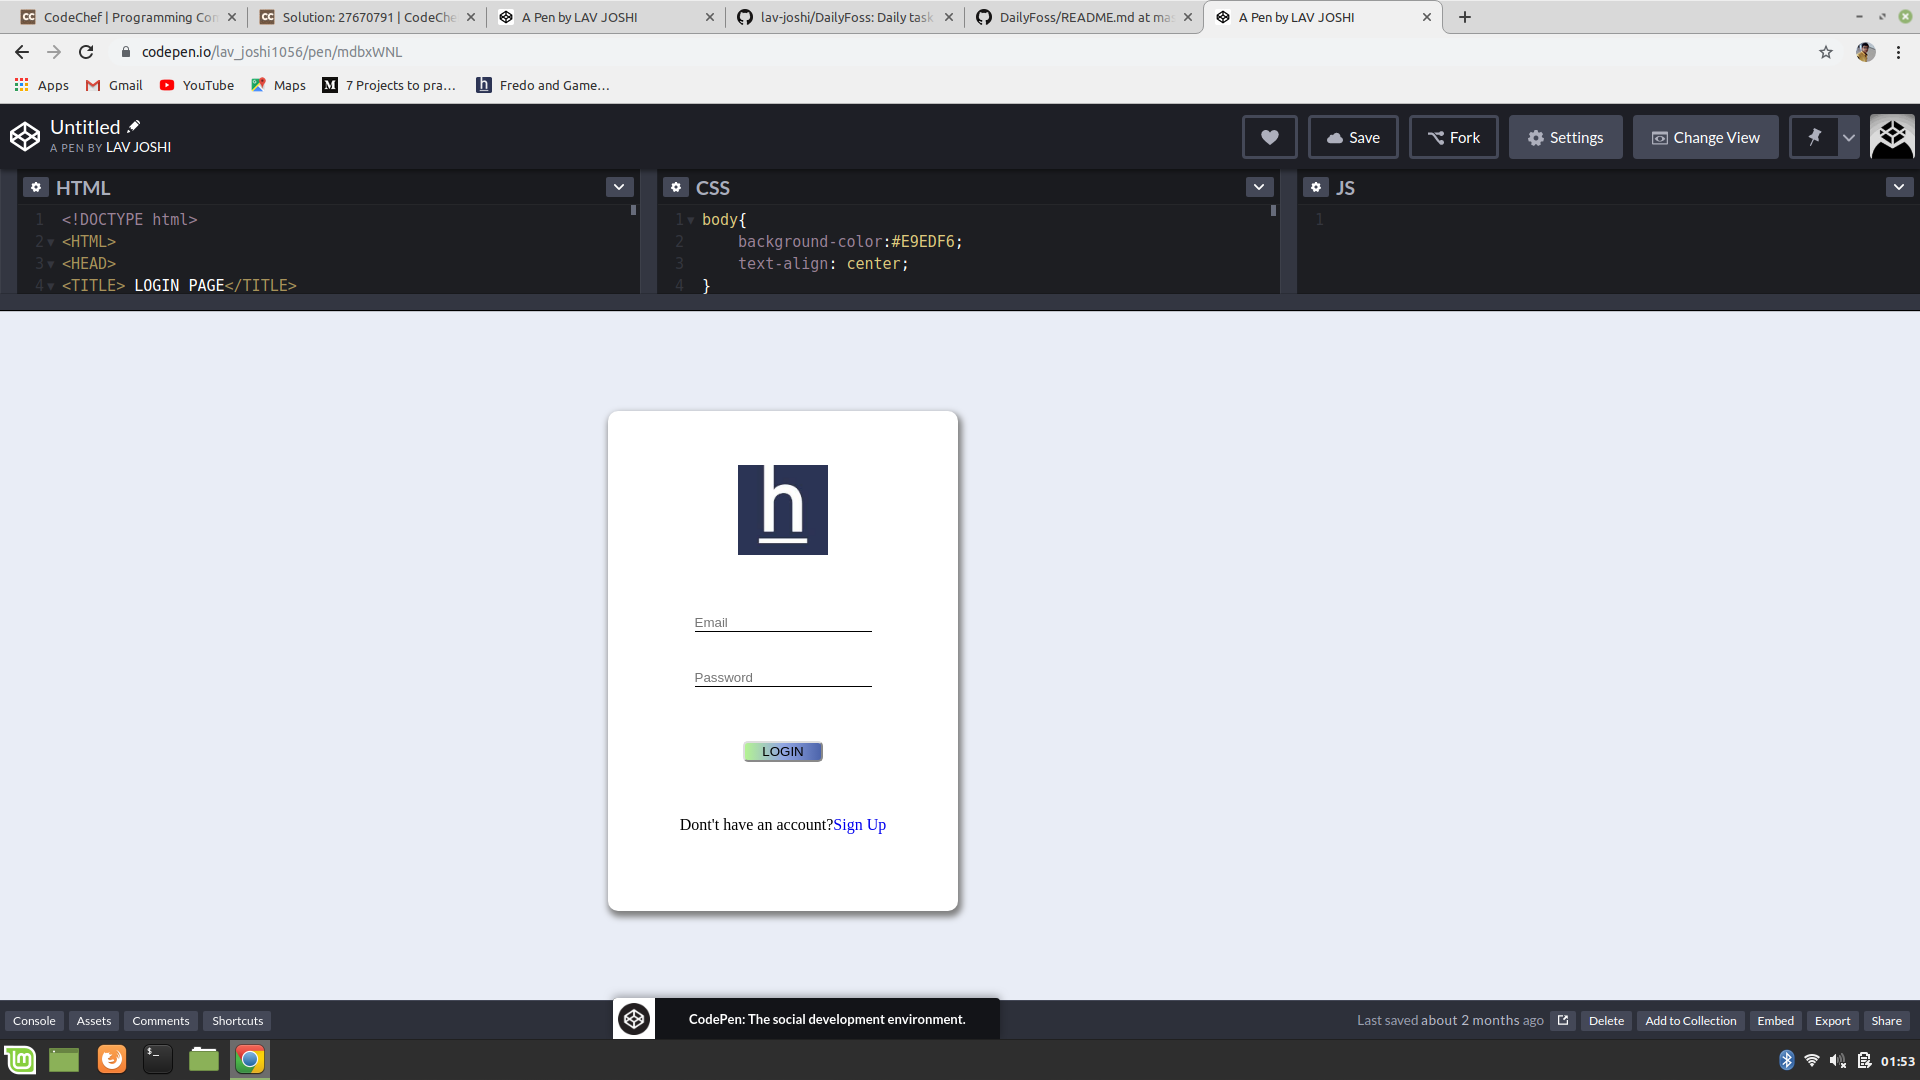 CodeChef | Programming Con
Solution: 27670791 | CodeChe
A Pen by LAV JOSHI
lav-joshi/DailyFoss: Daily task
DailyFoss/README.md at mas
A Pen by LAV JOSHI
codepen.io/lav_joshi1056/pen/mdbxWNL
Apps
Gmail
YouTube
Maps
7 Projects to pra...
Fredo and Game...
Untitled
A PEN BY LAV JOSHI
Save
Fork
Settings
Change View
HTML
1 <!DOCTYPE html>
2 <HTML>
3 <HEAD>
4 <TITLE> LOGIN PAGE</TITLE>
CSS
1 body{
2 background-color:#E9EDF6;
3 text-align: center;
4 }
JS
1
h
Email
Password
LOGIN
Dont't have an account?Sign Up
Console
Assets
Comments
Shortcuts
CodePen: The social development environment.
Last saved about 2 months ago
Delete
Add to Collection
Embed
Export
Share
01:53